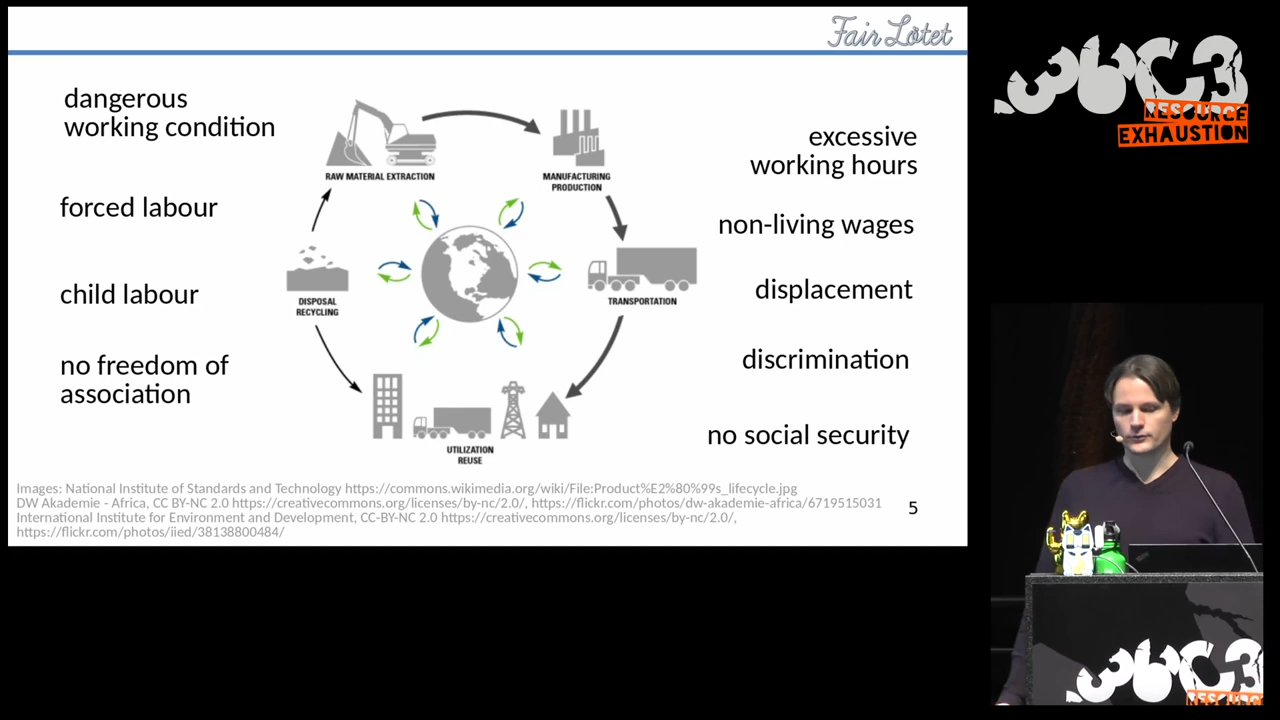 Fair Lötet
dangerous
working condition
forced labour
child labour
no freedom of
association
RAW MATERIAL EXTRACTION
MANUFACTURING
PRODUCTION
TRANSPORTATION
UTILIZATION
REUSE
DISPOSAL
RECYCLING
excessive
working hours
non-living wages
displacement
discrimination
no social security
Images: National Institute of Standards and Technology https://commons.wikimedia.org/wiki/File:Product%E2%80%99s_lifecycle.jpg
DW Akademie - Africa, CC BY-NC 2.0 https://creativecommons.org/licenses/by-nc/2.0/, https://flickr.com/photos/dw-akademie-africa/6719515031
International Institute for Environment and Development, CC-BY-NC 2.0 https://creativecommons.org/licenses/by-nc/2.0/,
https://flickr.com/photos/iied/38138800484/
5
36C3
RESOURCE
EXHAUSTION
36C3